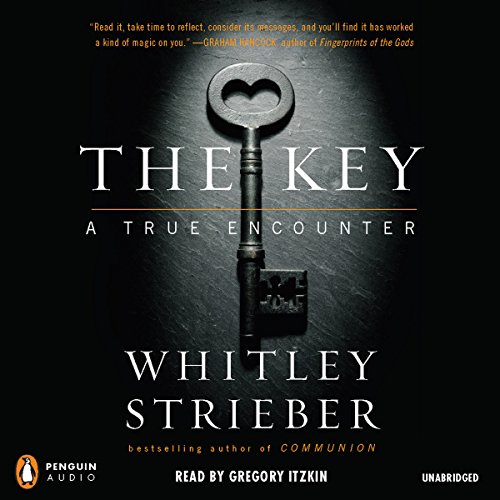 “Read it, take time to reflect, consider its messages, and you'll find it has worked
a kind of magic on you.” —GRAHAM HANCOCK, author of Fingerprints of the Gods
THE KEY
A TRUE ENCOUNTER
WHITLEY
STRIEBER
bestselling author of COMMUNION
PENGUIN
AUDIO
READ BY GREGORY ITZKIN
UNABRIDGED